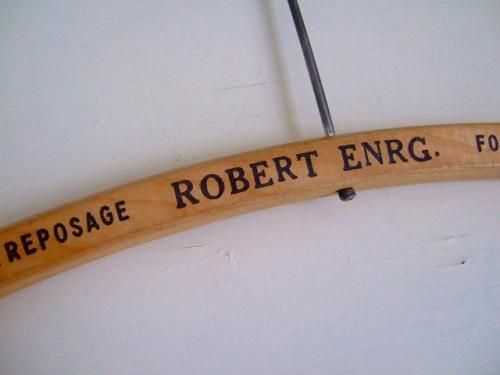 REPOSAGE ROBERT ENRG. FO